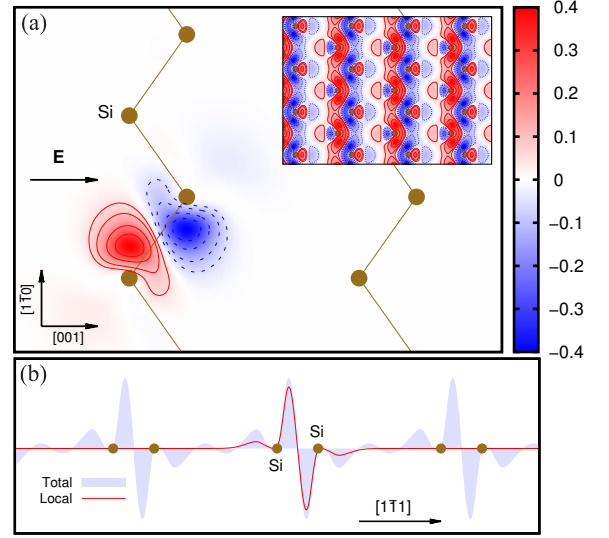 (a)
Si
E
[11̄0]
[001]
0.4
0.3
0.2
0.1
0
−0.1
−0.2
−0.3
−0.4
(b)
Si
Si
Total
Local
[11̄1]